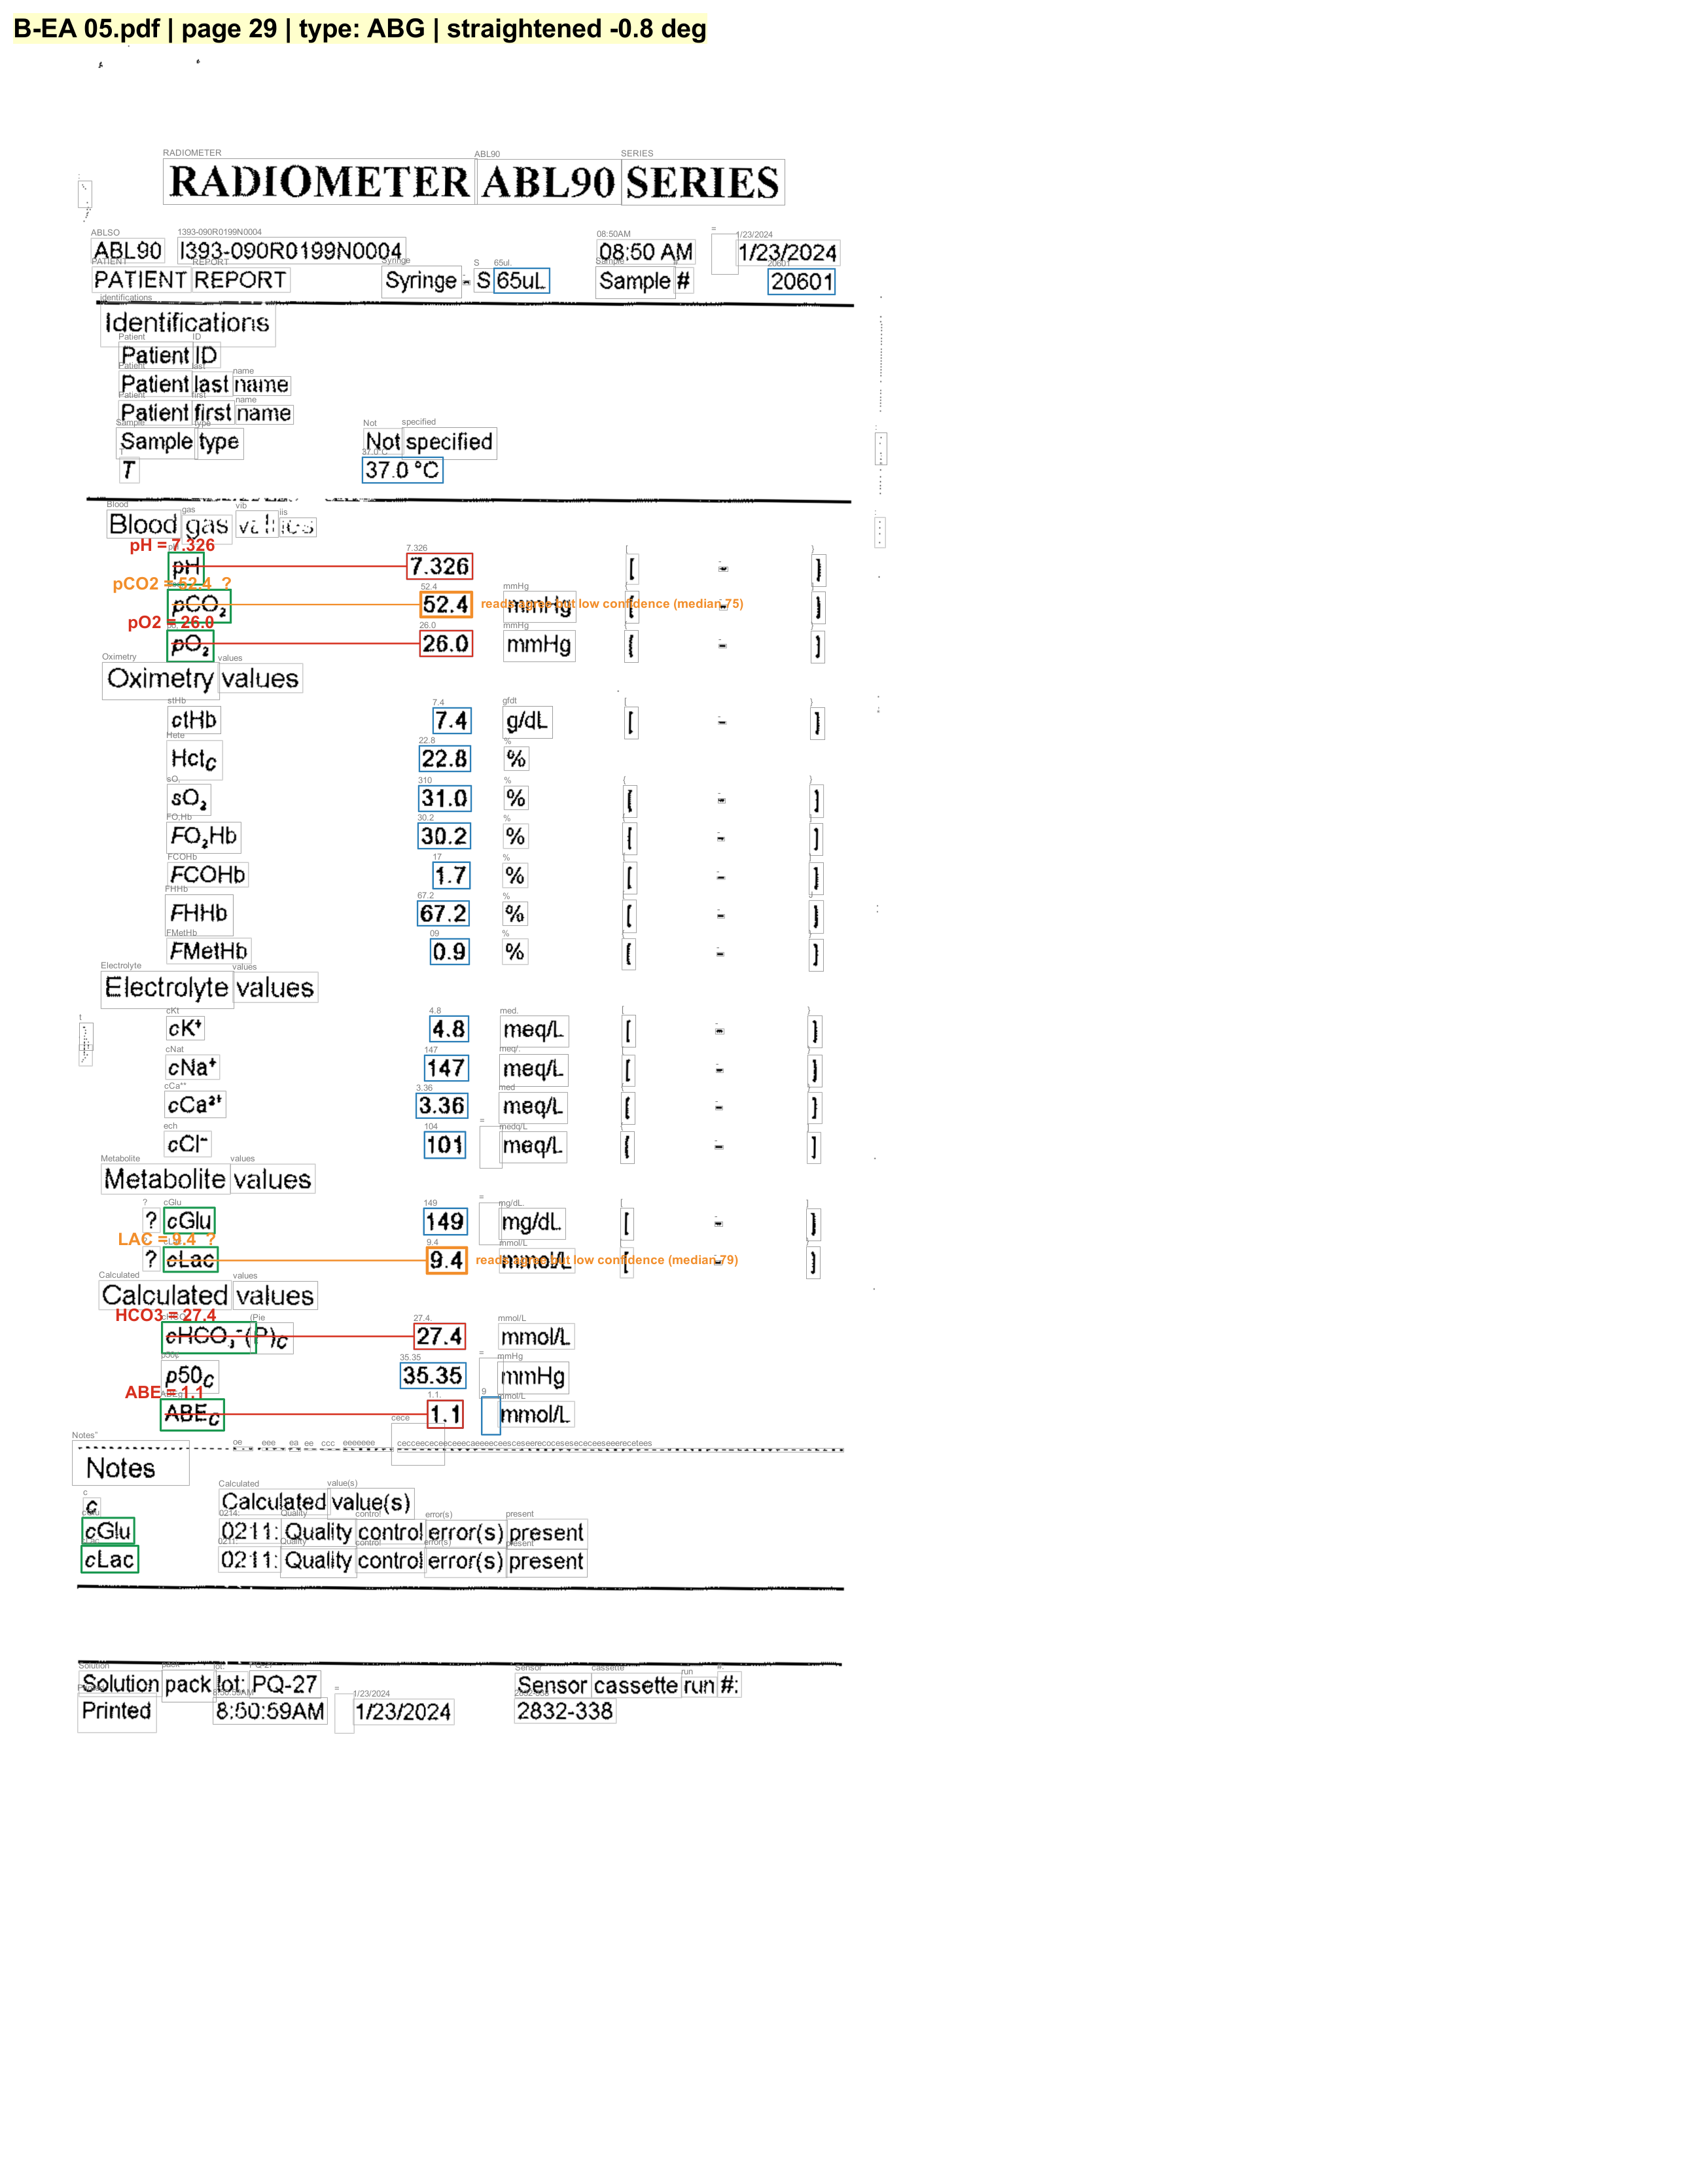 B-EA 05.pdf | page 29 | type: ABG | straightened -0.8 deg
RADIOMETER ABL90 SERIES
ABL90 I393-090R0199N0004 08:50 AM 1/23/2024
PATIENT REPORT Syringe - S 65uL Sample # 20601
Identifications
Patient ID
Patient last name
Patient first name
Sample type Not specified
T 37.0 °C
Blood gas values
pH = 7.326
pH 7.326 [ - ]
pCO2 = 52.4 ?
pCO₂ 52.4 mmHg [ - ]
reads agree but low confidence (median 75)
pO2 = 26.0
pO₂ 26.0 mmHg [ - ]
Oximetry values
ctHb 7.4 g/dL [ - ]
Hctc 22.8 %
sO₂ 31.0 % [ - ]
FO₂Hb 30.2 % [ - ]
FCOHb 1.7 % [ - ]
FHHb 67.2 % [ - ]
FMetHb 0.9 % [ - ]
Electrolyte values
cK⁺ 4.8 meq/L [ - ]
cNa⁺ 147 meq/L [ - ]
cCa²⁺ 3.36 meq/L [ - ]
cCl⁻ 101 meq/L [ - ]
Metabolite values
? cGlu 149 mg/dL [ - ]
LAC = 9.4 ?
? cLac 9.4 mmol/L [ - ]
reads agree but low confidence (median 79)
Calculated values
HCO3 = 27.4
cHCO₃⁻(P)c 27.4 mmol/L
p50c 35.35 mmHg
ABE = 1.1
ABEc 1.1 mmol/L
Notes
c Calculated value(s)
cGlu 0211: Quality control error(s) present
cLac 0211: Quality control error(s) present
Solution pack lot: PQ-27 Sensor cassette run #:
Printed 8:50:59AM 1/23/2024 2832-338